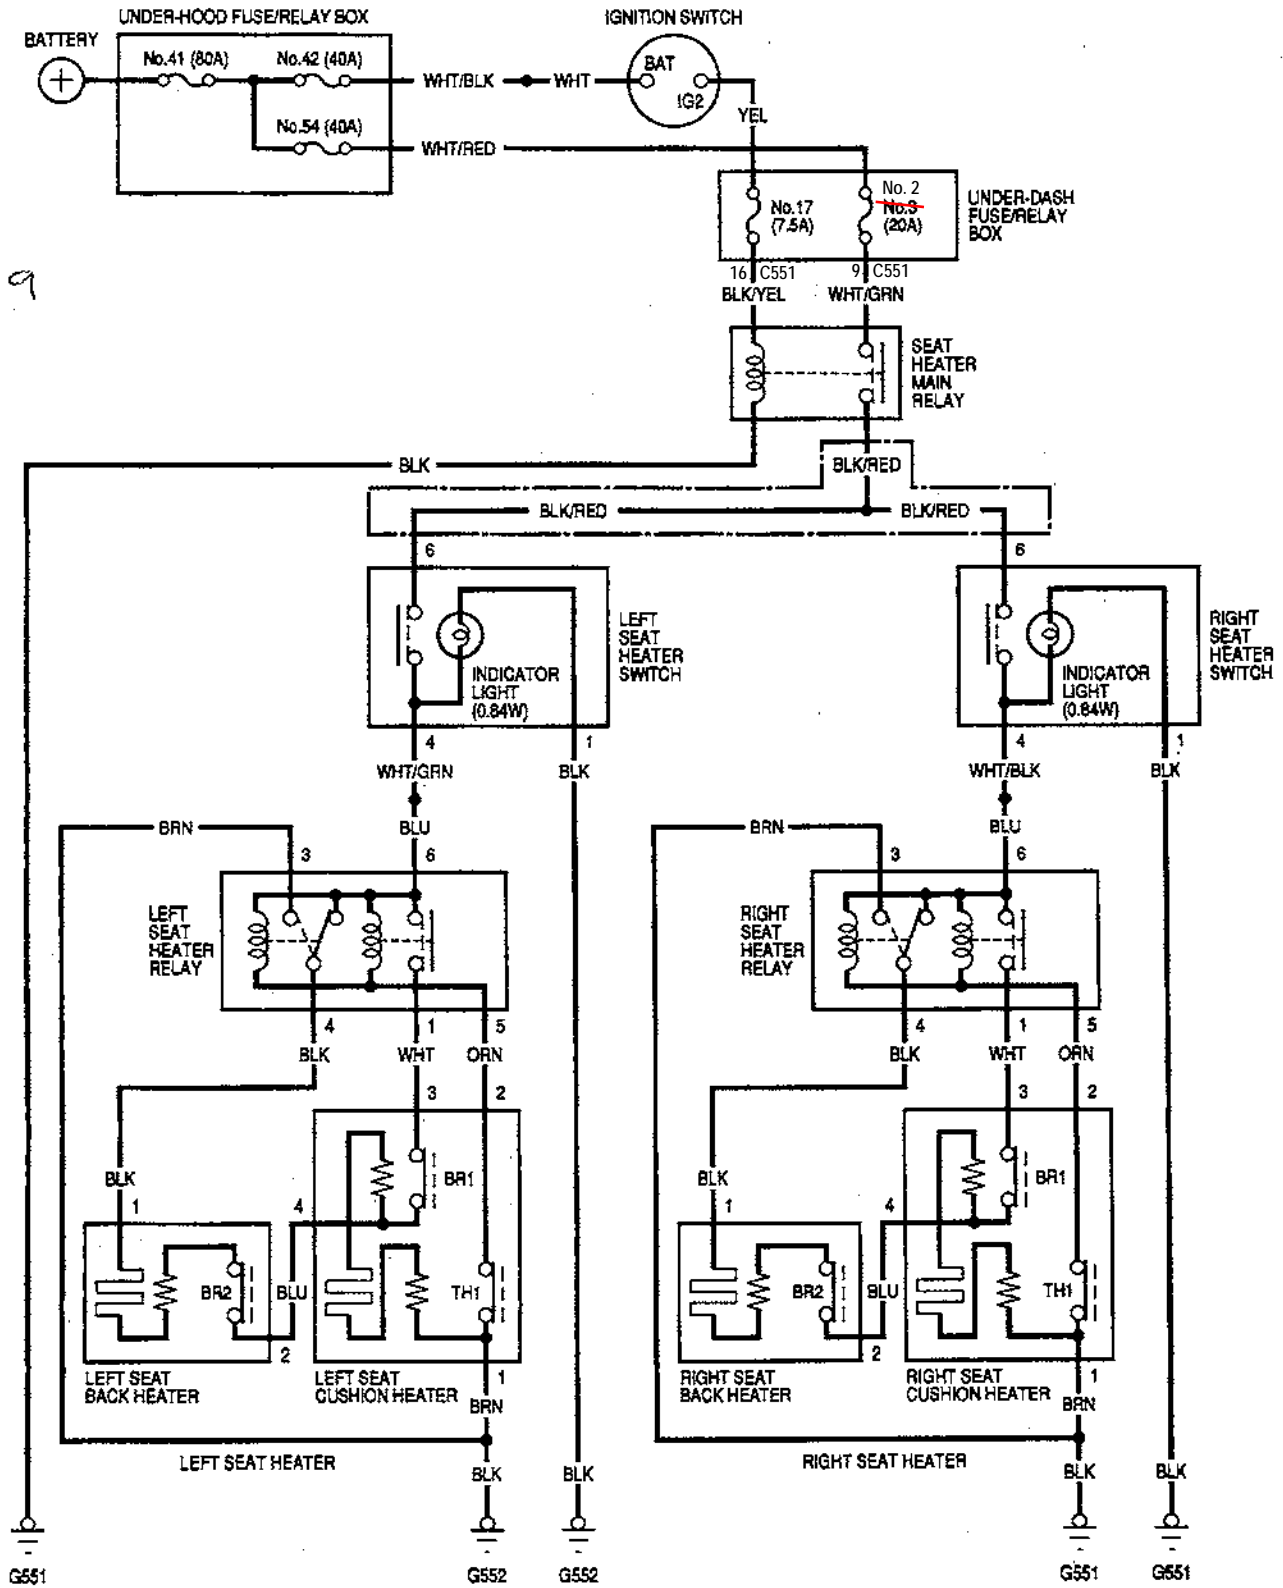 UNDER-HOOD FUSE/RELAY BOX
IGNITION SWITCH
BATTERY
No.41 (80A)
No.42 (40A)
WHT/BLK
WHT
BAT
IG2
YEL
No.54 (40A)
WHT/RED
No. 2
No.3
No.17
(7.5A)
(20A)
UNDER-DASH
FUSE/RELAY
BOX
16
C551
9
C551
9
BLK/YEL
WHT/GRN
SEAT
HEATER
MAIN
RELAY
BLK
BLK/RED
BLK/RED
BLK/RED
6
6
LEFT
SEAT
HEATER
SWITCH
INDICATOR
LIGHT
(0.84W)
RIGHT
SEAT
HEATER
SWITCH
INDICATOR
LIGHT
(0.84W)
4
1
4
1
WHT/GRN
BLK
WHT/BLK
BLK
BRN
BLU
BRN
BLU
3
6
3
6
LEFT
SEAT
HEATER
RELAY
RIGHT
SEAT
HEATER
RELAY
4
1
5
4
1
5
BLK
WHT
ORN
BLK
WHT
ORN
3
2
3
2
BLK
BR1
BLK
BR1
1
4
1
4
BR2
BLU
TH1
BR2
BLU
TH1
2
2
LEFT SEAT
BACK HEATER
LEFT SEAT
CUSHION HEATER
1
BRN
RIGHT SEAT
BACK HEATER
RIGHT SEAT
CUSHION HEATER
1
BRN
LEFT SEAT HEATER
RIGHT SEAT HEATER
BLK
BLK
BLK
BLK
G551
G552
G552
G551
G551